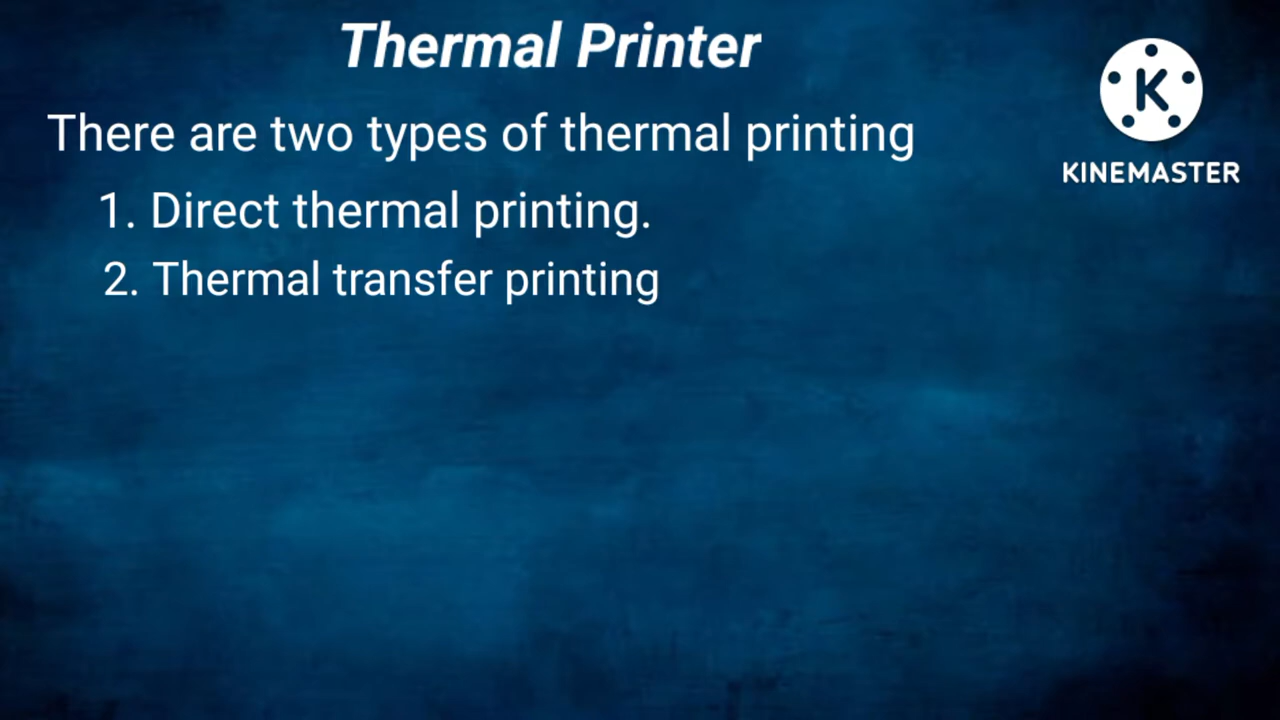 Thermal Printer
There are two types of thermal printing
1. Direct thermal printing.
2. Thermal transfer printing
K
KINEMASTER